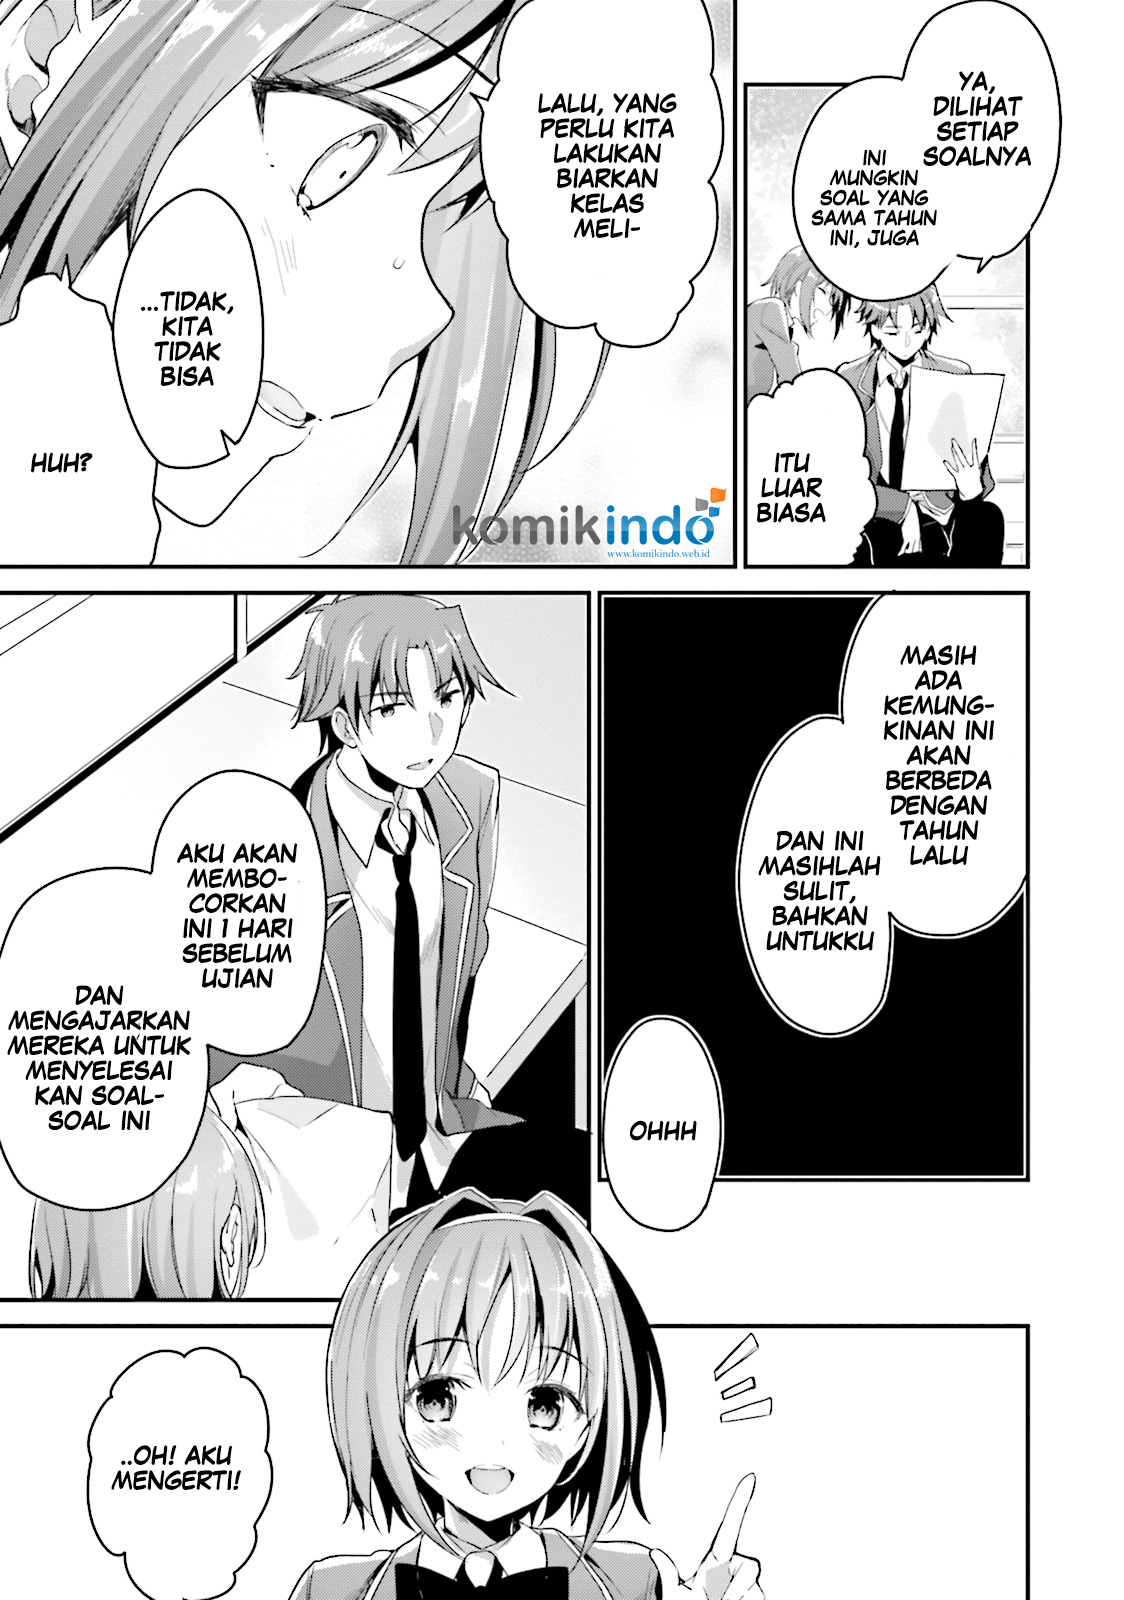 YA,
DILIHAT
SETIAP
SOALNYA
INI
MUNGKIN
SOAL YANG
SAMA TAHUN
INI, JUGA
ITU
LUAR
BIASA
LALU, YANG
PERLU KITA
LAKUKAN
BIARKAN
KELAS
MELI-
...TIDAK,
KITA
TIDAK
BISA
HUH?
komikindo
www.komikindo.web.id
MASIH
ADA
KEMUNG-
KINAN INI
AKAN
BERBEDA
DENGAN
TAHUN
LALU
DAN INI
MASIHLAH
SULIT,
BAHKAN
UNTUKKU
OHHH
AKU AKAN
MEMBO-
CORKAN
INI 1 HARI
SEBELUM
UJIAN
DAN
MENGAJARKAN
MEREKA UNTUK
MENYELESAI
KAN SOAL-
SOAL INI
..OH! AKU
MENGERTI!